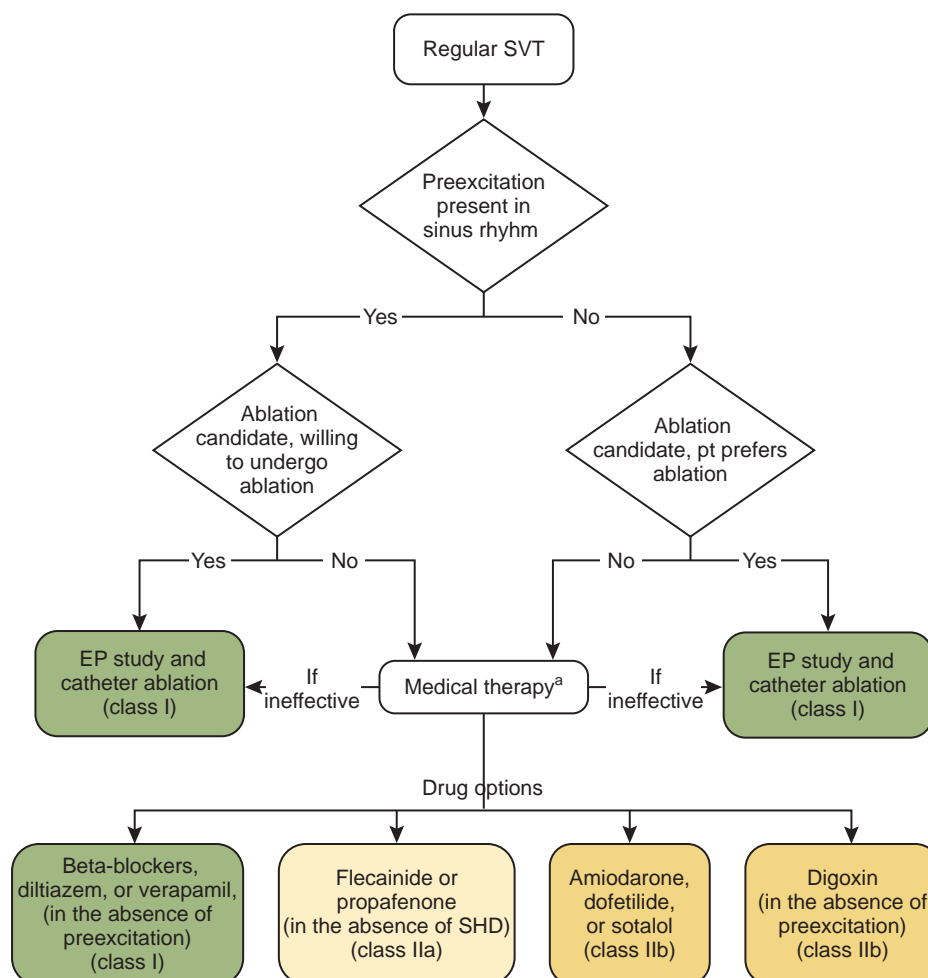 Regular SVT
Preexcitation
present in
sinus rhyhm
Yes
No
Ablation
candidate, willing
to undergo
ablation
Ablation
candidate, pt prefers
ablation
Yes
No
No
Yes
EP study and
catheter ablation
(class I)
If
ineffective
Medical therapyᵃ
If
ineffective
EP study and
catheter ablation
(class I)
Drug options
Beta-blockers,
diltiazem, or verapamil,
(in the absence of
preexcitation)
(class I)
Flecainide or
propafenone
(in the absence of SHD)
(class IIa)
Amiodarone,
dofetilide,
or sotalol
(class IIb)
Digoxin
(in the absence of
preexcitation)
(class IIb)